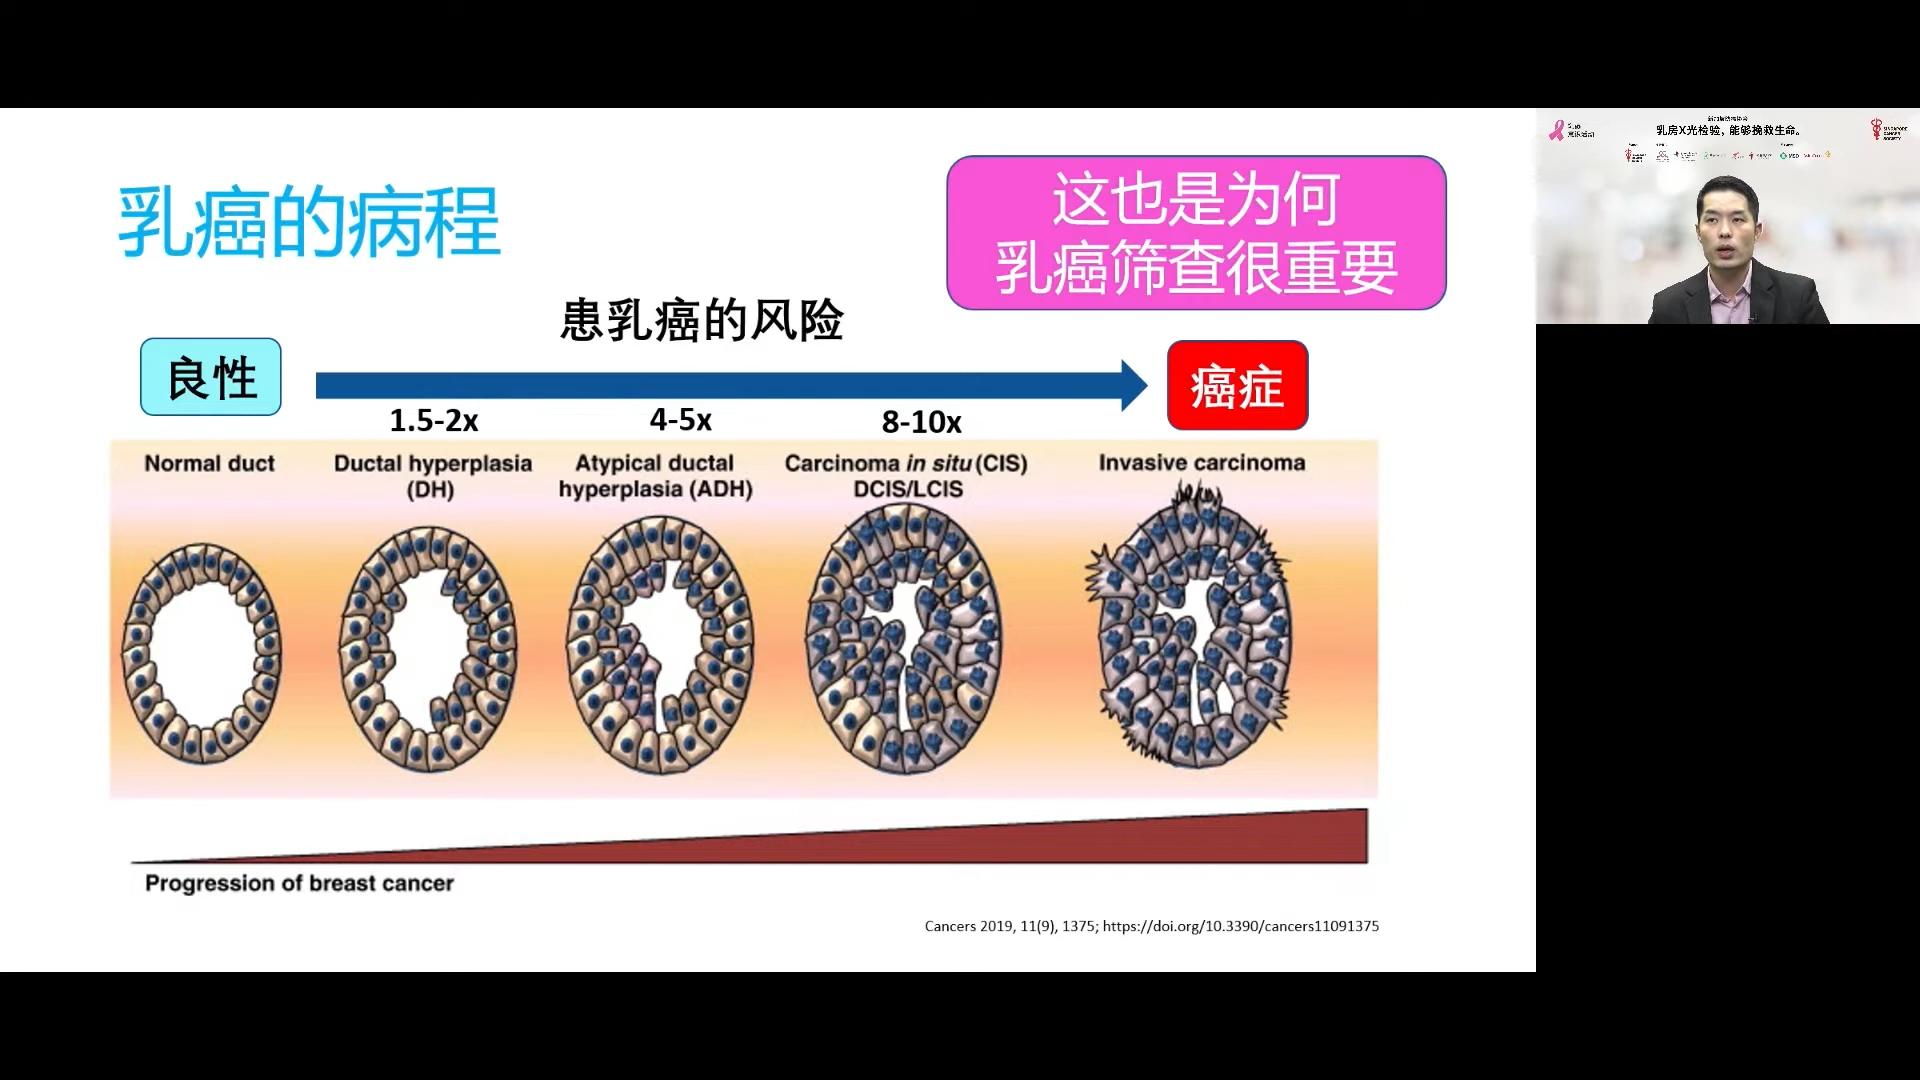 乳癌的病程
这也是为何
乳癌筛查很重要
患乳癌的风险
良性
癌症
1.5-2x
4-5x
8-10x
Normal duct
Ductal hyperplasia
(DH)
Atypical ductal
hyperplasia (ADH)
Carcinoma in situ (CIS)
DCIS/LCIS
Invasive carcinoma
Progression of breast cancer
Cancers 2019, 11(9), 1375; https://doi.org/10.3390/cancers11091375
乳房X光检验，能够挽救生命。
SINGAPORE
CANCER
SOCIETY
MSD